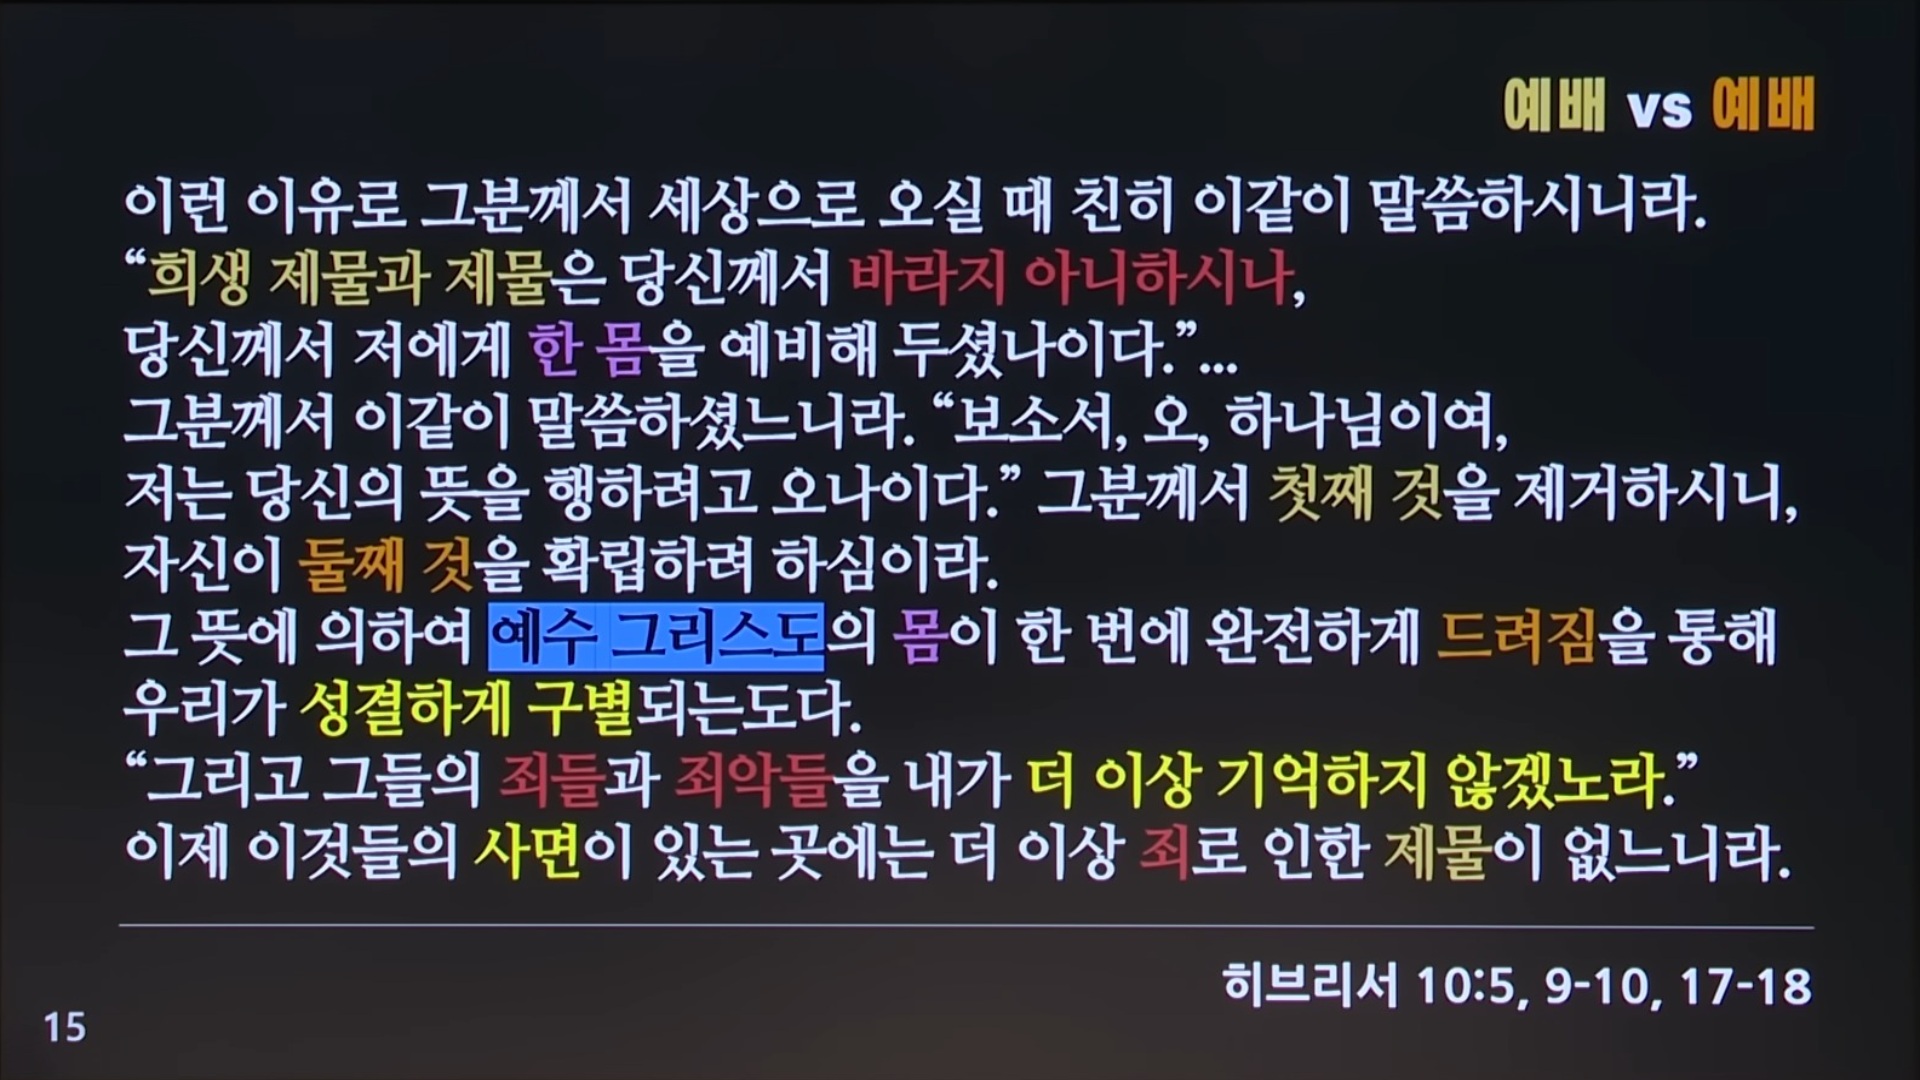 예배 vs 예배
이런 이유로 그분께서 세상으로 오실 때 친히 이같이 말씀하시니라.
“희생 제물과 제물은 당신께서 바라지 아니하시나,
당신께서 저에게 한 몸을 예비해 두셨나이다.”...
그분께서 이같이 말씀하셨느니라. “보소서, 오, 하나님이여,
저는 당신의 뜻을 행하려고 오나이다.” 그분께서 첫째 것을 제거하시니,
자신이 둘째 것을 확립하려 하심이라.
그 뜻에 의하여 예수 그리스도의 몸이 한 번에 완전하게 드려짐을 통해
우리가 성결하게 구별되는도다.
“그리고 그들의 죄들과 죄악들을 내가 더 이상 기억하지 않겠노라.”
이제 이것들의 사면이 있는 곳에는 더 이상 죄로 인한 제물이 없느니라.
히브리서 10:5, 9-10, 17-18
15